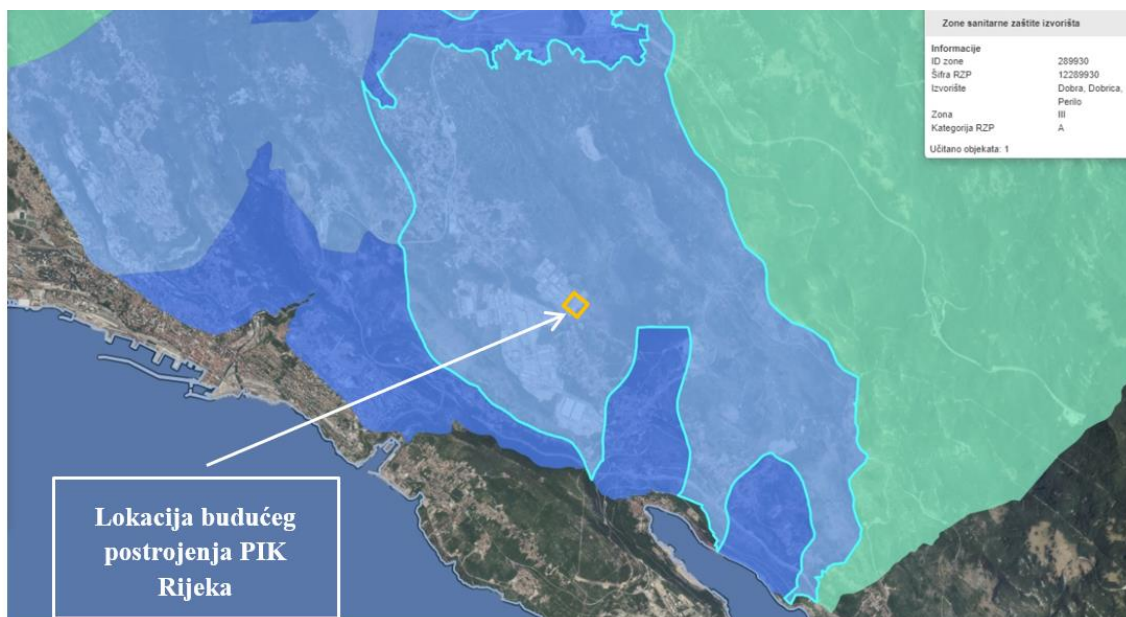 Zone sanitarne zaštite izvorišta
Informacije
ID zone 289930
Šifra RZP 12289930
Izvorište Dobra, Dobrica,
Perilo
Zona III
Kategorija RZP A
Učitano objekata: 1
Lokacija budućeg
postrojenja PIK
Rijeka